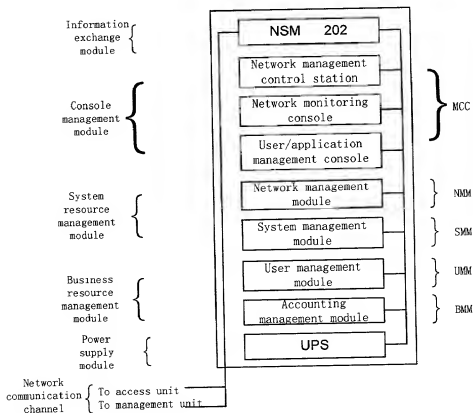 Information
exchange
module
NSM 202
Network management
control station
Console
management
module
Network monitoring
console
MCC
User/application
management console
System
resource
management
module
Network management
module
NMM
System management
module
SMM
Business
resource
management
module
User management
module
UMM
Accounting
management module
BMM
Power
supply
module
UPS
Network
communication
channel
To access unit
To management unit